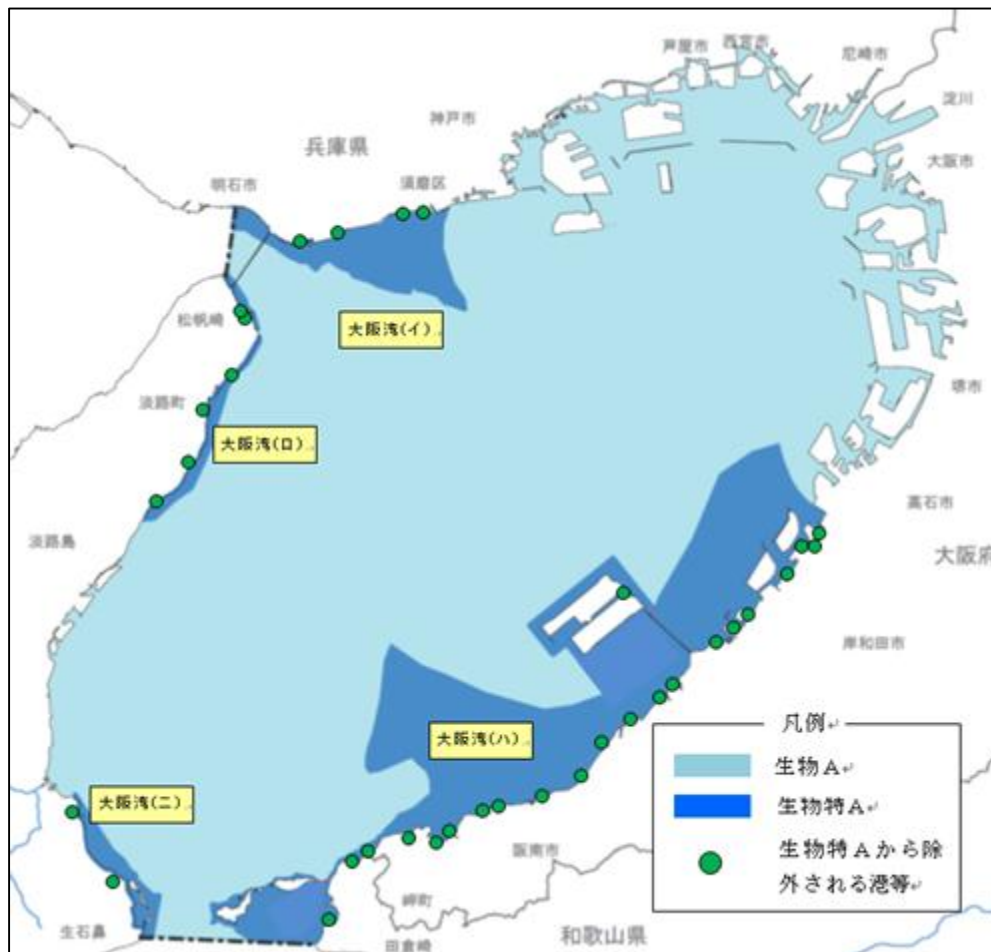 芦屋市
西宮市
尼崎市
淀川
神戸市
兵庫県
大阪市
明石市
須磨区
松帆崎
大阪湾(イ)
堺市
淡路町
大阪湾(ロ)
高石市
淡路島
大阪府
岸和田市
大阪湾(ハ)
凡例
生物A
大阪湾(ニ)
生物特A
生物特Aから除
外される港等
阪南市
岬町
生石鼻
田倉崎
和歌山県